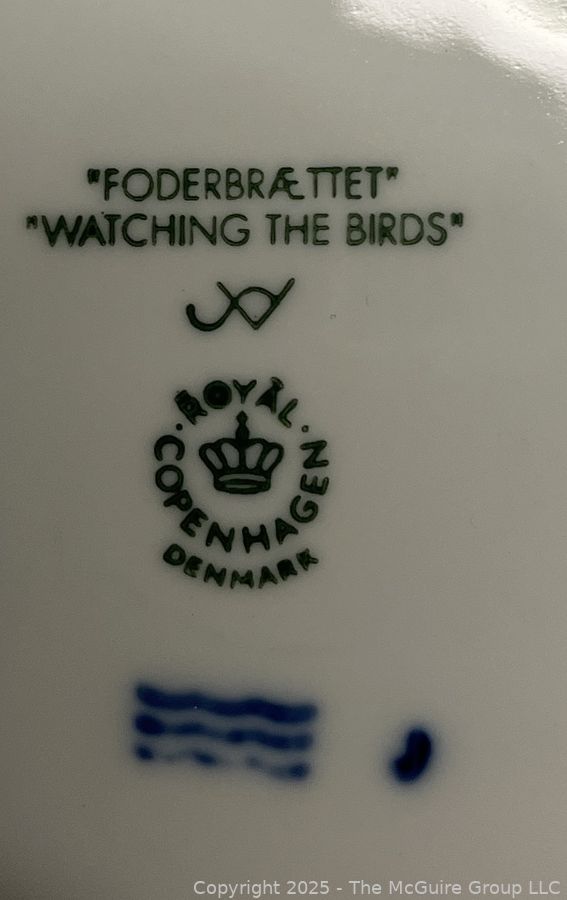 "FODERBRÆTTET"
"WATCHING THE BIRDS"
ROYAL
COPENHAGEN
DENMARK
Copyright 2025 - The McGuire Group LLC